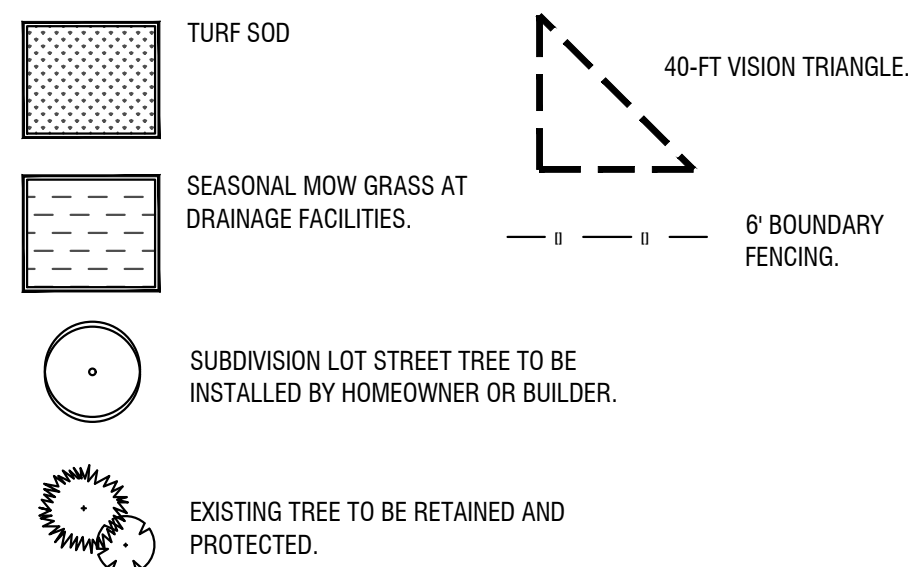 TURF SOD
40-FT VISION TRIANGLE.
SEASONAL MOW GRASS AT
DRAINAGE FACILITIES.
6' BOUNDARY
FENCING.
SUBDIVISION LOT STREET TREE TO BE
INSTALLED BY HOMEOWNER OR BUILDER.
EXISTING TREE TO BE RETAINED AND
PROTECTED.